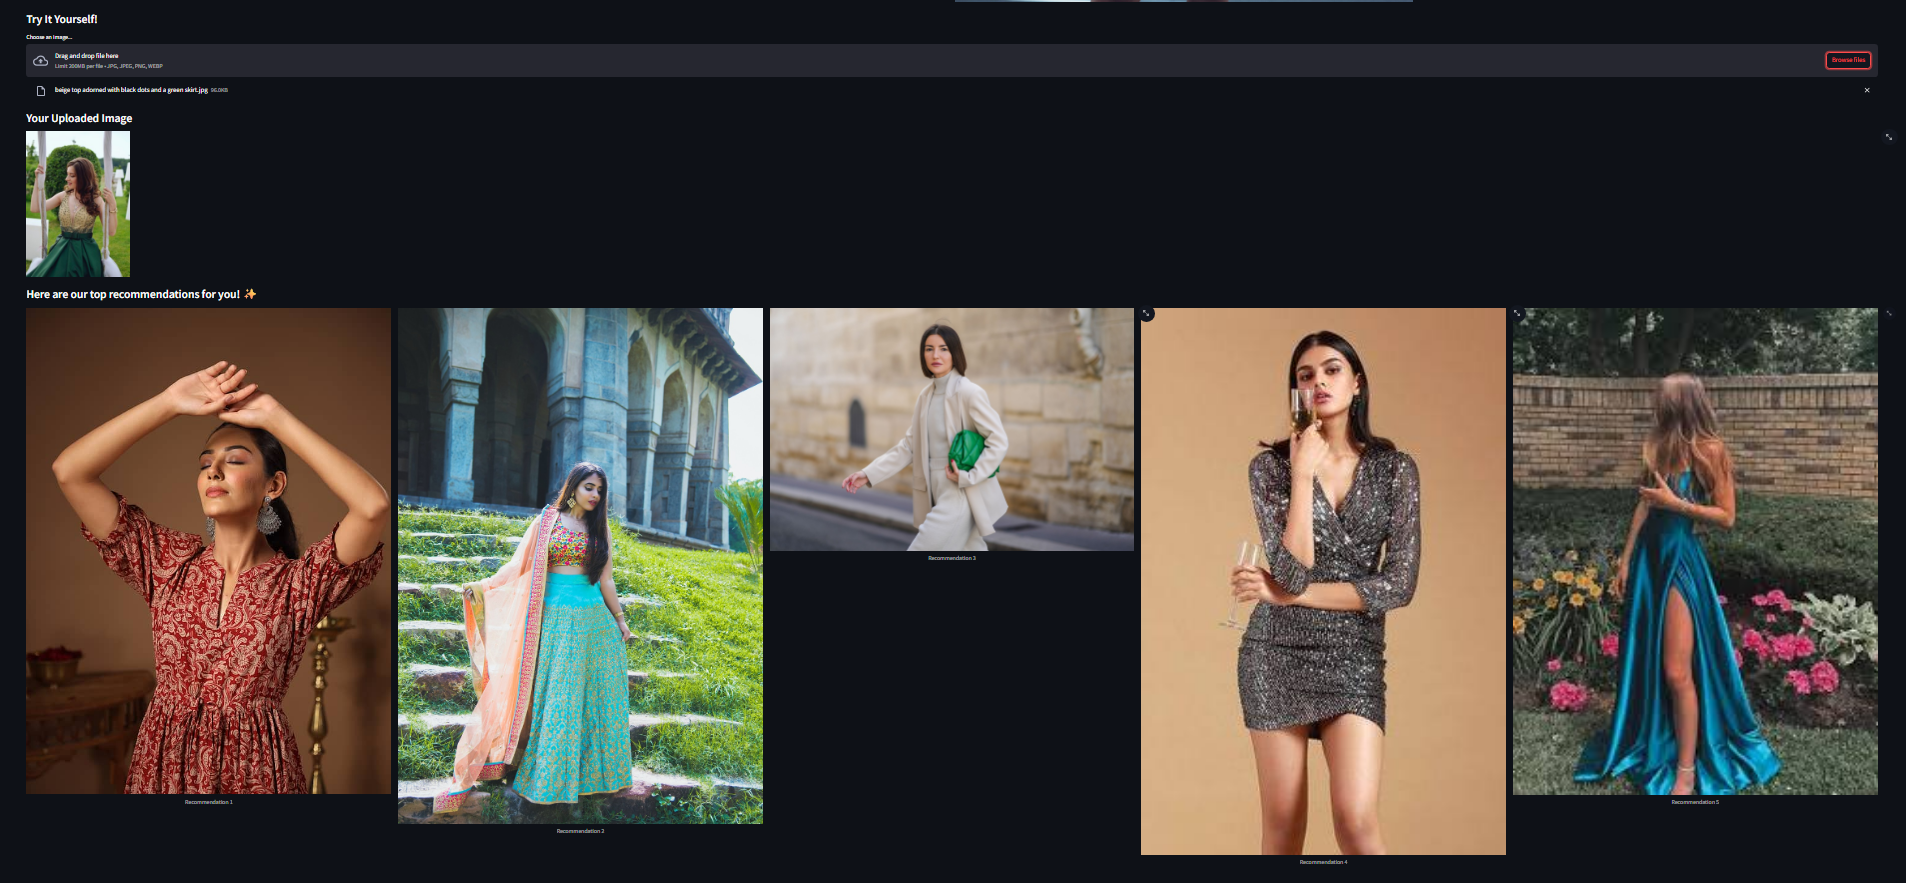 Try It Yourself!
Choose an image...
Drag and drop file here
Limit 200MB per file • JPG, JPEG, PNG, WEBP
Browse files
beige top adorned with black dots and a green skirt.jpg 96.0KB
Your Uploaded Image
Here are our top recommendations for you! ✨
Recommendation 1
Recommendation 2
Recommendation 3
Recommendation 4
Recommendation 5